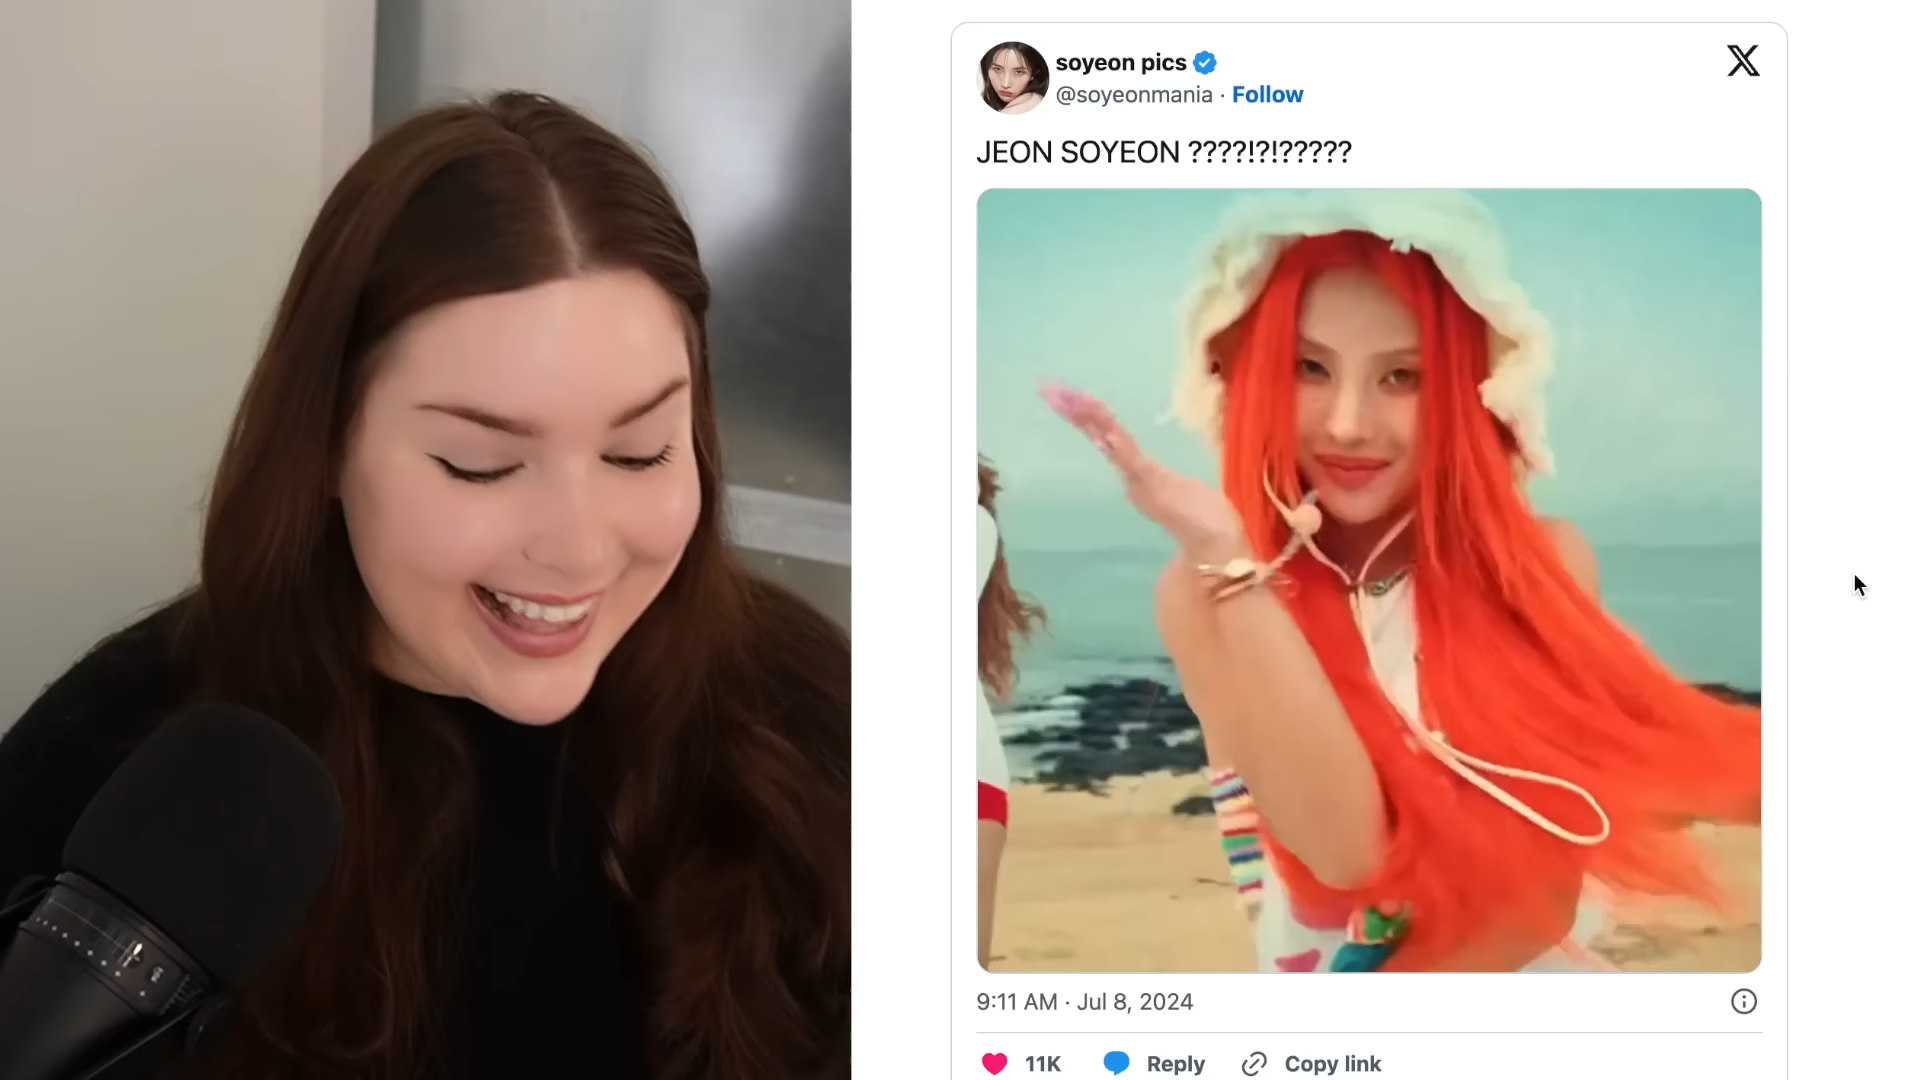 soyeon pics
@soyeonmania · Follow
JEON SOYEON ????!?!?????
9:11 AM · Jul 8, 2024
11K Reply Copy link